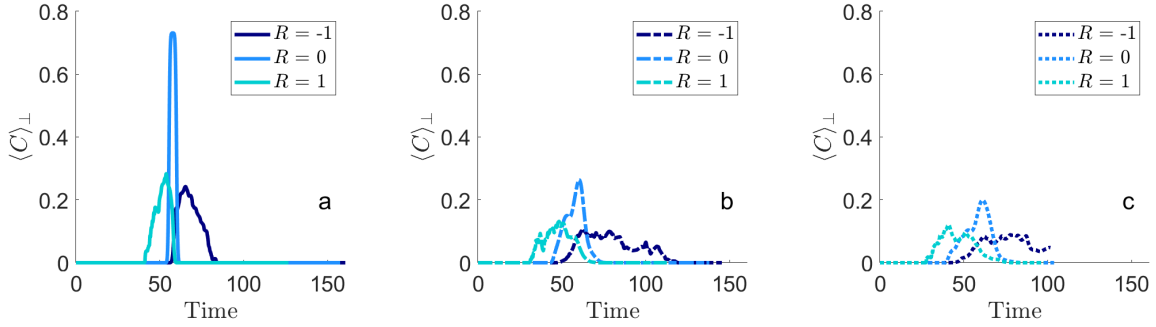 0.8
0.6
0.4
0.2
0
⟨C⟩⊥
0 50 100 150
Time
R = -1
R = 0
R = 1
a
0.8
0.6
0.4
0.2
0
⟨C⟩⊥
0 50 100 150
Time
R = -1
R = 0
R = 1
b
0.8
0.6
0.4
0.2
0
⟨C⟩⊥
0 50 100 150
Time
R = -1
R = 0
R = 1
c